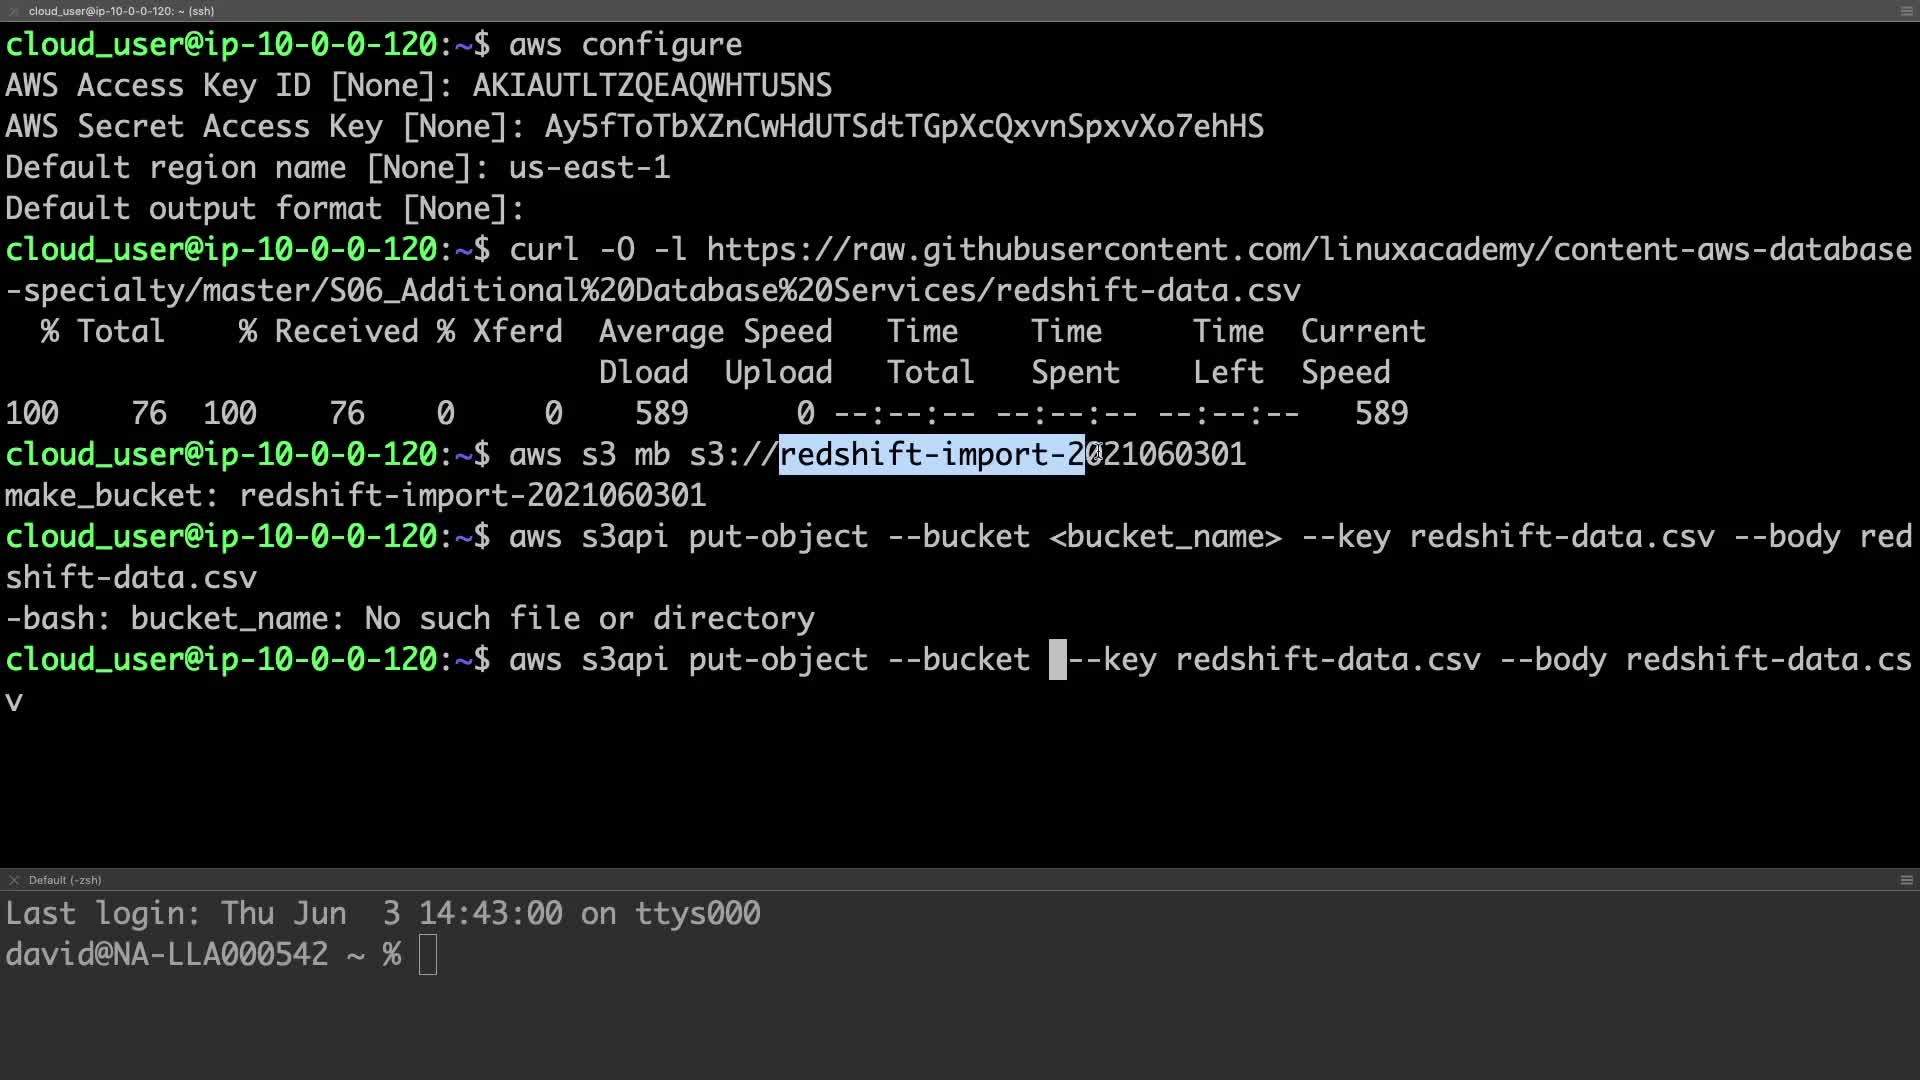 cloud_user@ip-10-0-0-120: ~ (ssh)
cloud_user@ip-10-0-0-120:~$ aws configure
AWS Access Key ID [None]: AKIAUTLTZQEAQWHTU5NS
AWS Secret Access Key [None]: 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
Default region name [None]: us-east-1
Default output format [None]:
cloud_user@ip-10-0-0-120:~$ curl -O -l https://raw.githubusercontent.com/linuxacademy/content-aws-database
-specialty/master/S06_Additional%20Database%20Services/redshift-data.csv
% Total % Received % Xferd Average Speed Time Time Time Current
Dload Upload Total Spent Left Speed
100 76 100 76 0 0 589 0 --:--:-- --:--:-- --:--:-- 589
cloud_user@ip-10-0-0-120:~$ aws s3 mb s3://redshift-import-2021060301
make_bucket: redshift-import-2021060301
cloud_user@ip-10-0-0-120:~$ aws s3api put-object --bucket <bucket_name> --key redshift-data.csv --body red
shift-data.csv
-bash: bucket_name: No such file or directory
cloud_user@ip-10-0-0-120:~$ aws s3api put-object --bucket --key redshift-data.csv --body redshift-data.cs
v
Default (-zsh)
Last login: Thu Jun 3 14:43:00 on ttys000
david@NA-LLA000542 ~ %